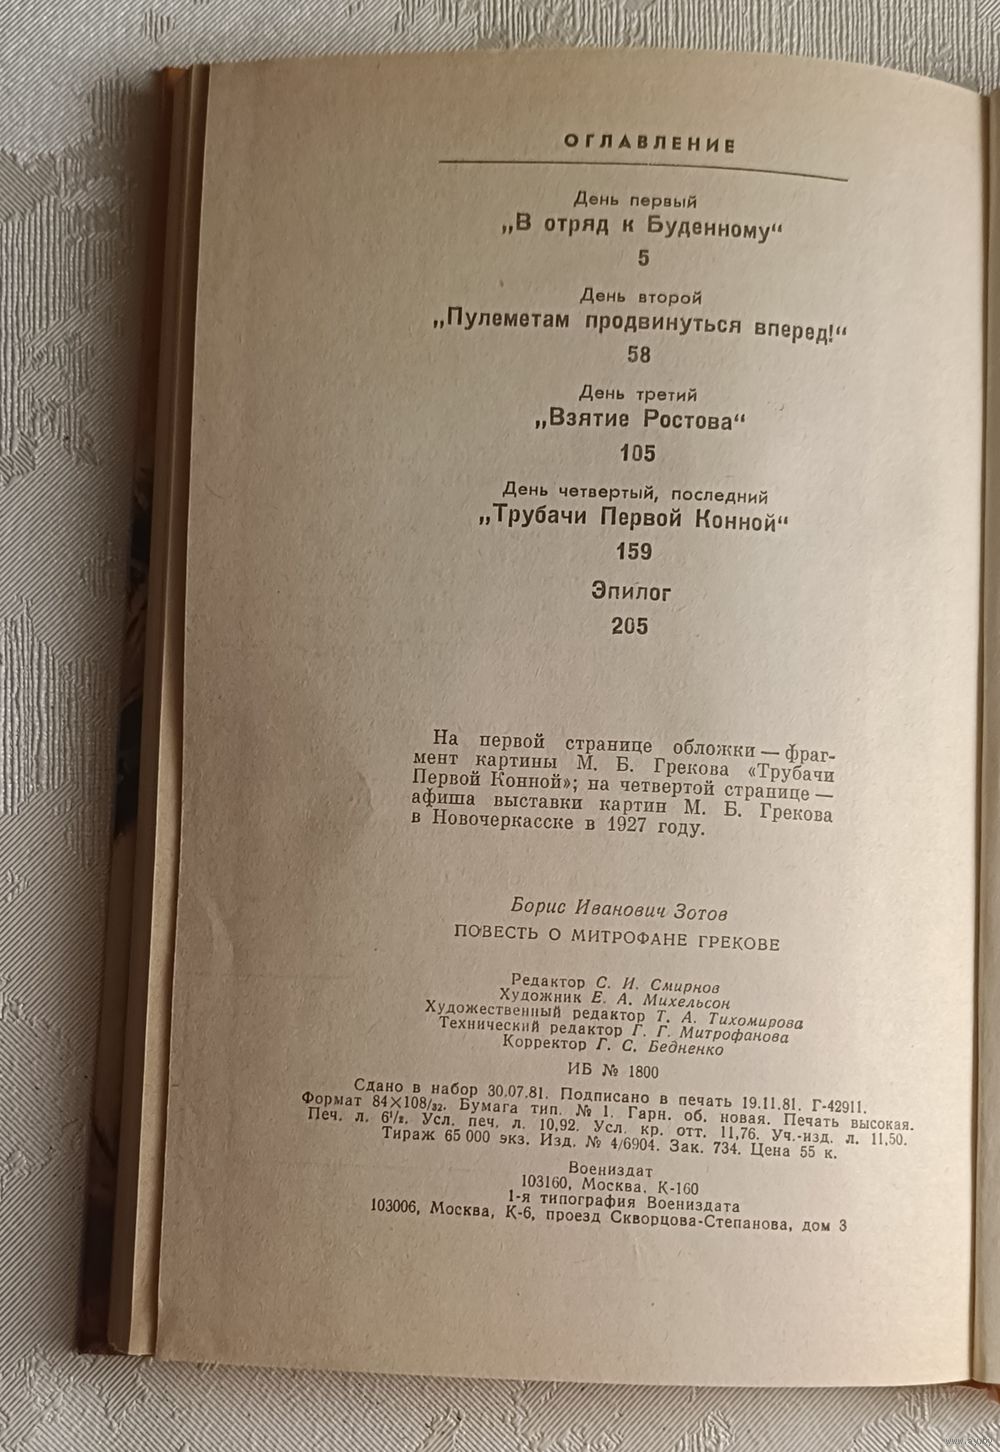 ОГЛАВЛЕНИЕ
День первый
„В отряд к Буденному“
5
День второй
„Пулеметам продвинуться вперед!“
58
День третий
„Взятие Ростова“
105
День четвертый, последний
„Трубачи Первой Конной“
159
Эпилог
205
На первой странице обложки — фраг-
мент картины М. Б. Грекова «Трубачи
Первой Конной»; на четвертой странице —
афиша выставки картин М. Б. Грекова
в Новочеркасске в 1927 году.
Борис Иванович Зотов
ПОВЕСТЬ О МИТРОФАНЕ ГРЕКОВЕ
Редактор С. И. Смирнов
Художник Е. А. Михельсон
Художественный редактор Т. А. Тихомирова
Технический редактор Г. Г. Митрофанова
Корректор Г. С. Бедненко
ИБ № 1800
Сдано в набор 30.07.81. Подписано в печать 19.11.81. Г-42911.
Формат 84×108/32. Бумага тип. № 1. Гарн. об. новая. Печать высокая.
Печ. л. 6½. Усл. печ. л. 10,92. Усл. кр. отт. 11,76. Уч.-изд. л. 11,50.
Тираж 65 000 экз. Изд. № 4/6904. Зак. 734. Цена 55 к.
Воениздат
103160, Москва, К-160
1-я типография Воениздата
103006, Москва, К-6, проезд Скворцова-Степанова, дом 3
www.ay.by